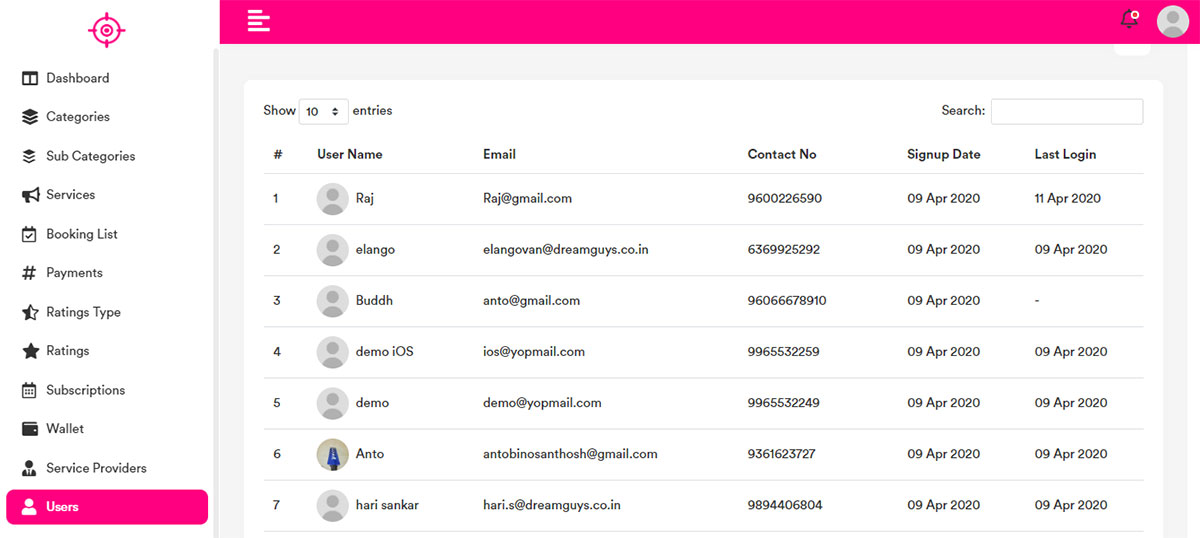 Dashboard
Categories
Sub Categories
Services
Booking List
Payments
Ratings Type
Ratings
Subscriptions
Wallet
Service Providers
Users
Show 10 entries Search:
# User Name Email Contact No Signup Date Last Login
1 Raj Raj@gmail.com 9600226590 09 Apr 2020 11 Apr 2020
2 elango elangovan@dreamguys.co.in 6369925292 09 Apr 2020 09 Apr 2020
3 Buddh anto@gmail.com 96066678910 09 Apr 2020 -
4 demo iOS ios@yopmail.com 9965532259 09 Apr 2020 09 Apr 2020
5 demo demo@yopmail.com 9965532249 09 Apr 2020 09 Apr 2020
6 Anto antobinosanthosh@gmail.com 9361623727 09 Apr 2020 09 Apr 2020
7 hari sankar hari.s@dreamguys.co.in 9894406804 09 Apr 2020 09 Apr 2020